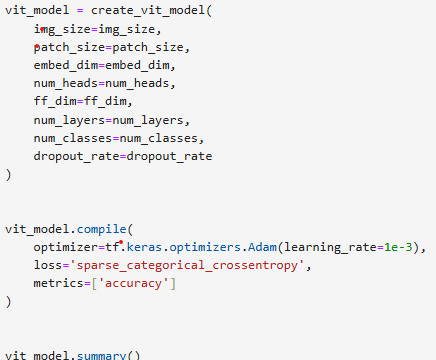 vit_model = create_vit_model(
    img_size=img_size,
    patch_size=patch_size,
    embed_dim=embed_dim,
    num_heads=num_heads,
    ff_dim=ff_dim,
    num_layers=num_layers,
    num_classes=num_classes,
    dropout_rate=dropout_rate
)
vit_model.compile(
    optimizer=tf.keras.optimizers.Adam(learning_rate=1e-3),
    loss='sparse_categorical_crossentropy',
    metrics=['accuracy']
)
vit_model.summary()